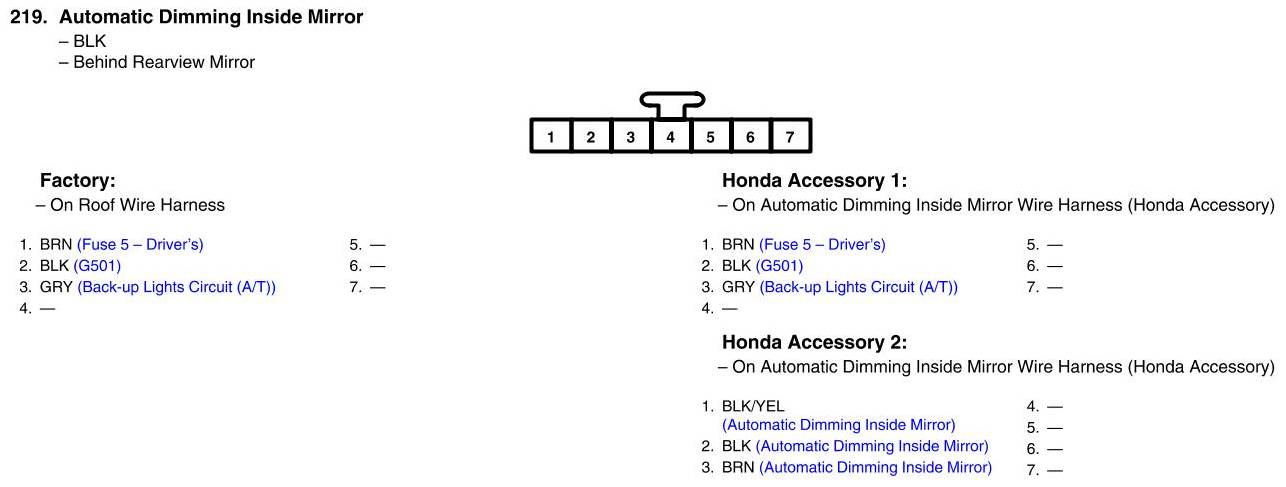 219. Automatic Dimming Inside Mirror
– BLK
– Behind Rearview Mirror
1 2 3 4 5 6 7
Factory:
– On Roof Wire Harness
1. BRN (Fuse 5 – Driver's) 5. —
2. BLK (G501) 6. —
3. GRY (Back-up Lights Circuit (A/T)) 7. —
4. —
Honda Accessory 1:
– On Automatic Dimming Inside Mirror Wire Harness (Honda Accessory)
1. BRN (Fuse 5 – Driver's) 5. —
2. BLK (G501) 6. —
3. GRY (Back-up Lights Circuit (A/T)) 7. —
4. —
Honda Accessory 2:
– On Automatic Dimming Inside Mirror Wire Harness (Honda Accessory)
1. BLK/YEL 4. —
(Automatic Dimming Inside Mirror) 5. —
2. BLK (Automatic Dimming Inside Mirror) 6. —
3. BRN (Automatic Dimming Inside Mirror) 7. —